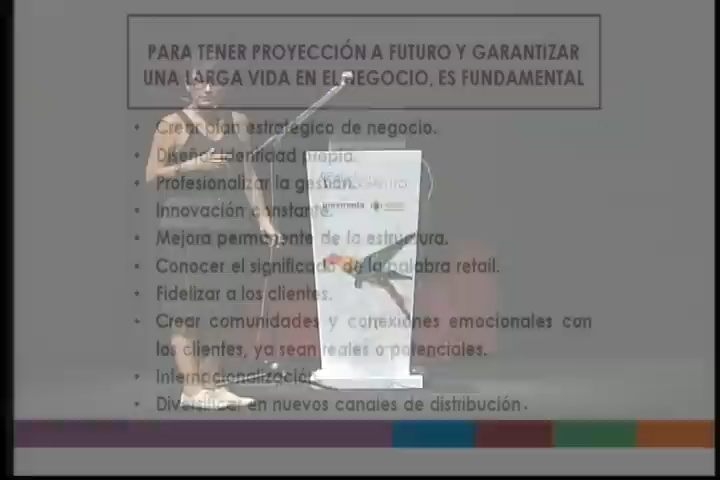 PARA TENER PROYECCIÓN A FUTURO Y GARANTIZAR
UNA LARGA VIDA EN EL NEGOCIO, ES FUNDAMENTAL
• Crear plan estratégico de negocio.
• Diseñar identidad propia.
• Profesionalizar la gestión.
• Innovación constante.
• Mejora permanente de la estructura.
• Conocer el significado de la palabra retail.
• Fidelizar a los clientes.
• Crear comunidades y conexiones emocionales con
los clientes, ya sean reales o potenciales.
• Internacionalización
• Diversificar en nuevos canales de distribución.